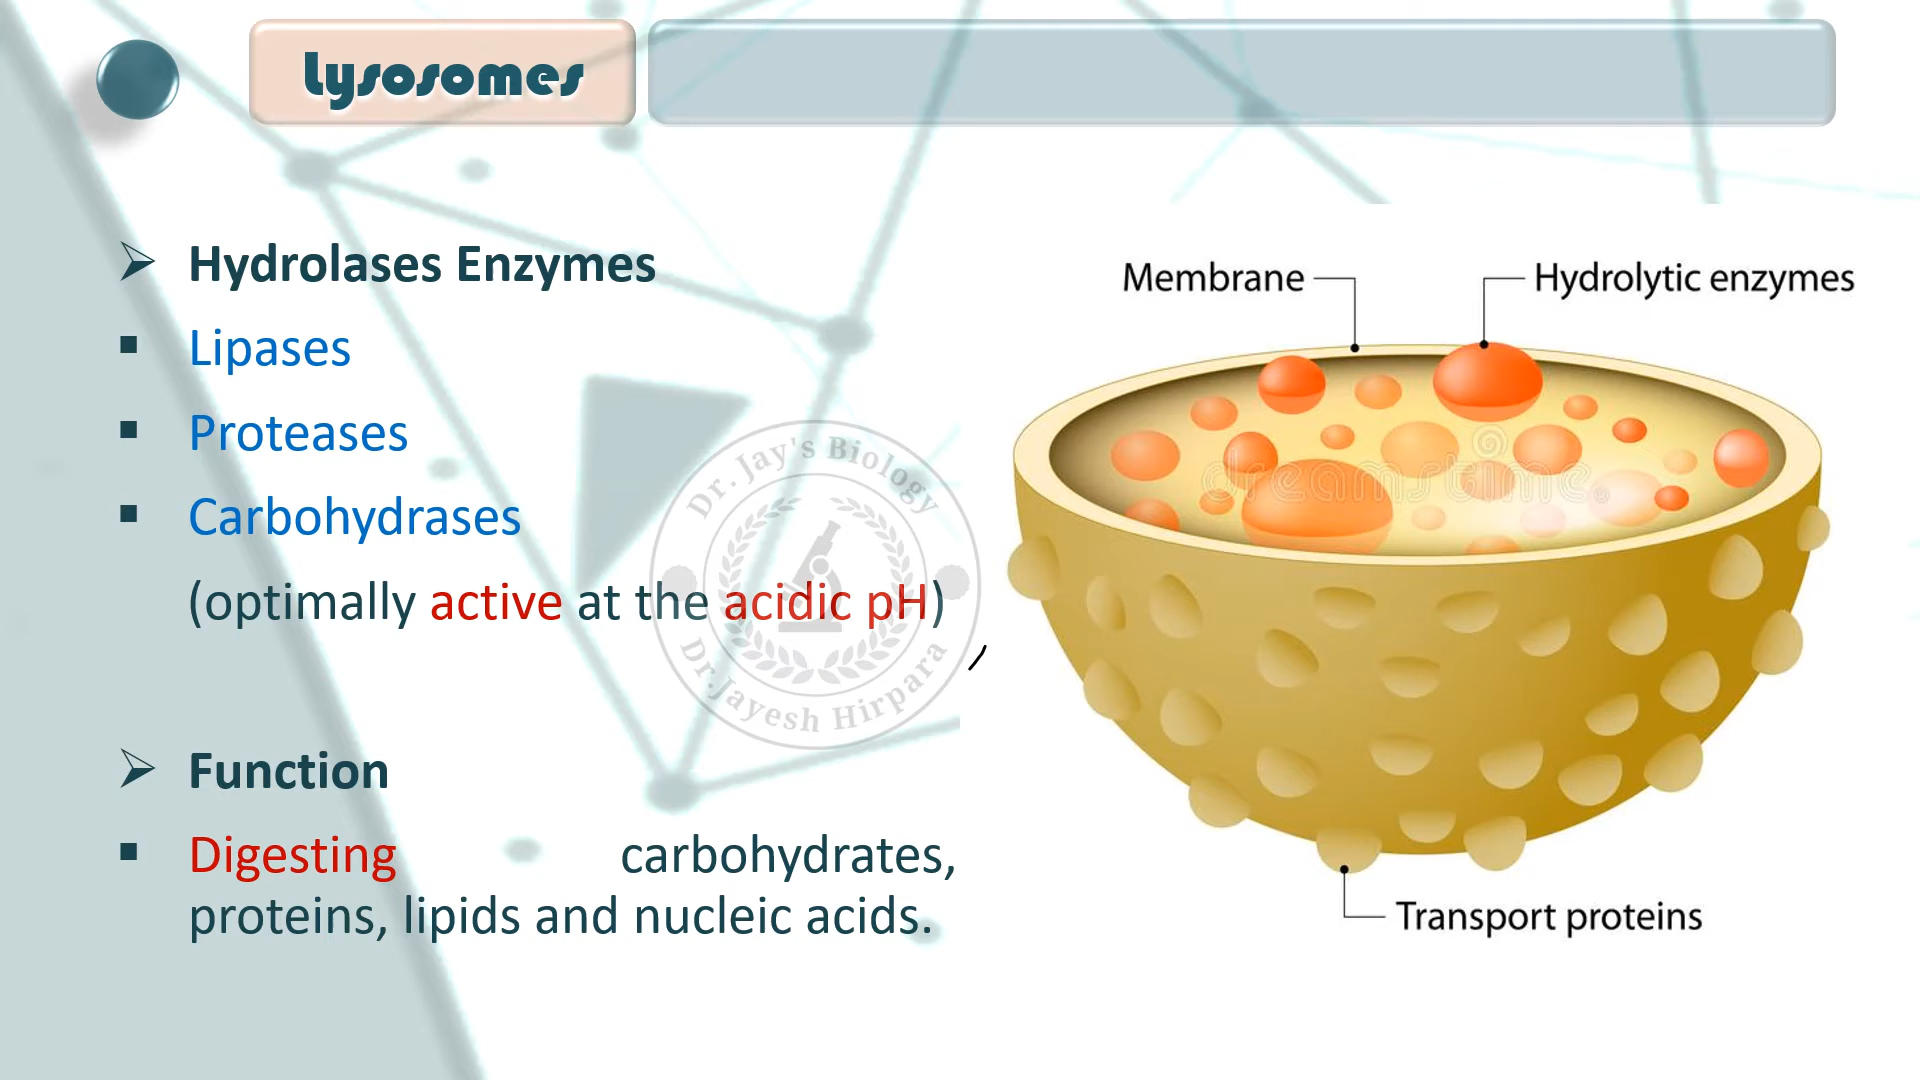 Lysosomes
Hydrolases Enzymes
Lipases
Proteases
Carbohydrases
(optimally active at the acidic pH)
Function
Digesting carbohydrates,
proteins, lipids and nucleic acids.
Membrane
Hydrolytic enzymes
Transport proteins
Dr. Jay's Biology
Dr.Jayesh Hirpara
dreamstime